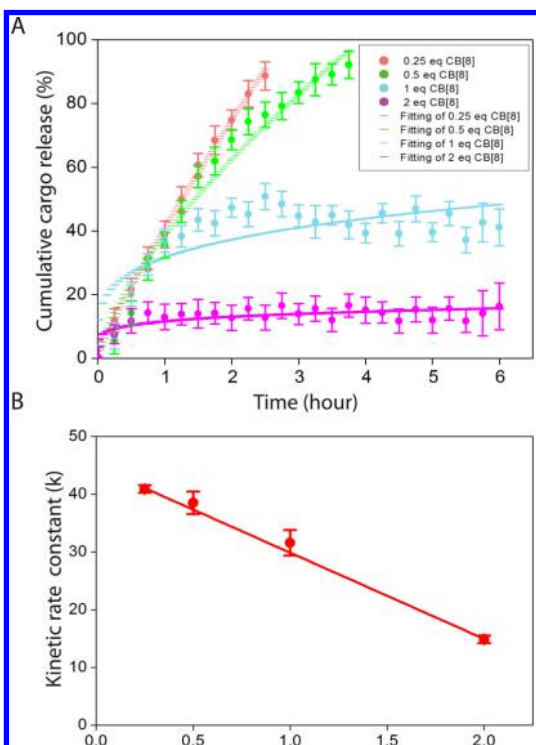 A
100
80
60
40
20
0
Cumulative cargo release (%)
0.25 eq CB[8]
0.5 eq CB[8]
1 eq CB[8]
2 eq CB[8]
Fitting of 0.25 eq CB[8]
Fitting of 0.5 eq CB[8]
Fitting of 1 eq CB[8]
Fitting of 2 eq CB[8]
0 1 2 3 4 5 6
Time (hour)
B
50
40
30
20
10
0
Kinetic rate constant (k)
0.0 0.5 1.0 1.5 2.0